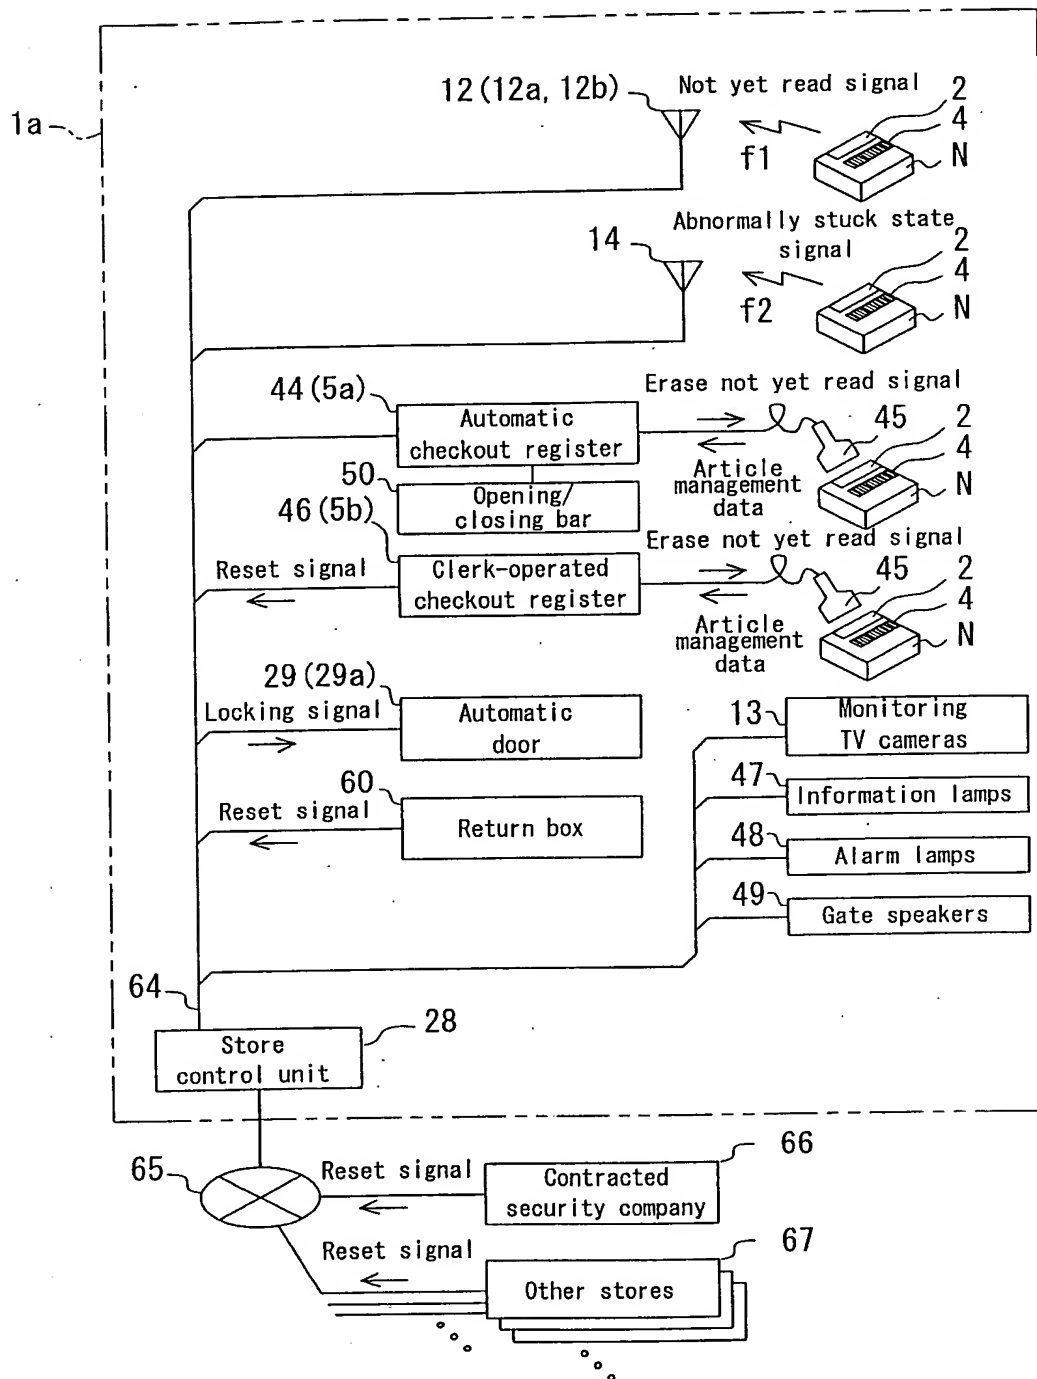 1a
12 (12a, 12b)
Not yet read signal
2
4
N
f1
Abnormally stuck state
signal
14
2
4
N
f2
44 (5a)
Automatic
checkout register
Erase not yet read signal
45
2
4
N
Article
management
data
50
Opening/
closing bar
46 (5b)
Clerk-operated
checkout register
Reset signal
Erase not yet read signal
45
2
4
N
Article
management
data
29 (29a)
Locking signal
Automatic
door
60
Reset signal
Return box
13
Monitoring
TV cameras
47
Information lamps
48
Alarm lamps
49
Gate speakers
64
28
Store
control unit
65
Reset signal
66
Contracted
security company
Reset signal
67
Other stores